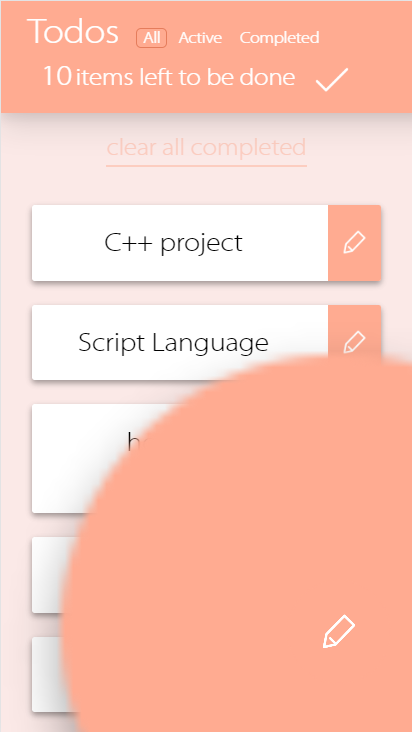 Todos All Active Completed
10 items left to be done
clear all completed
C++ project
Script Language